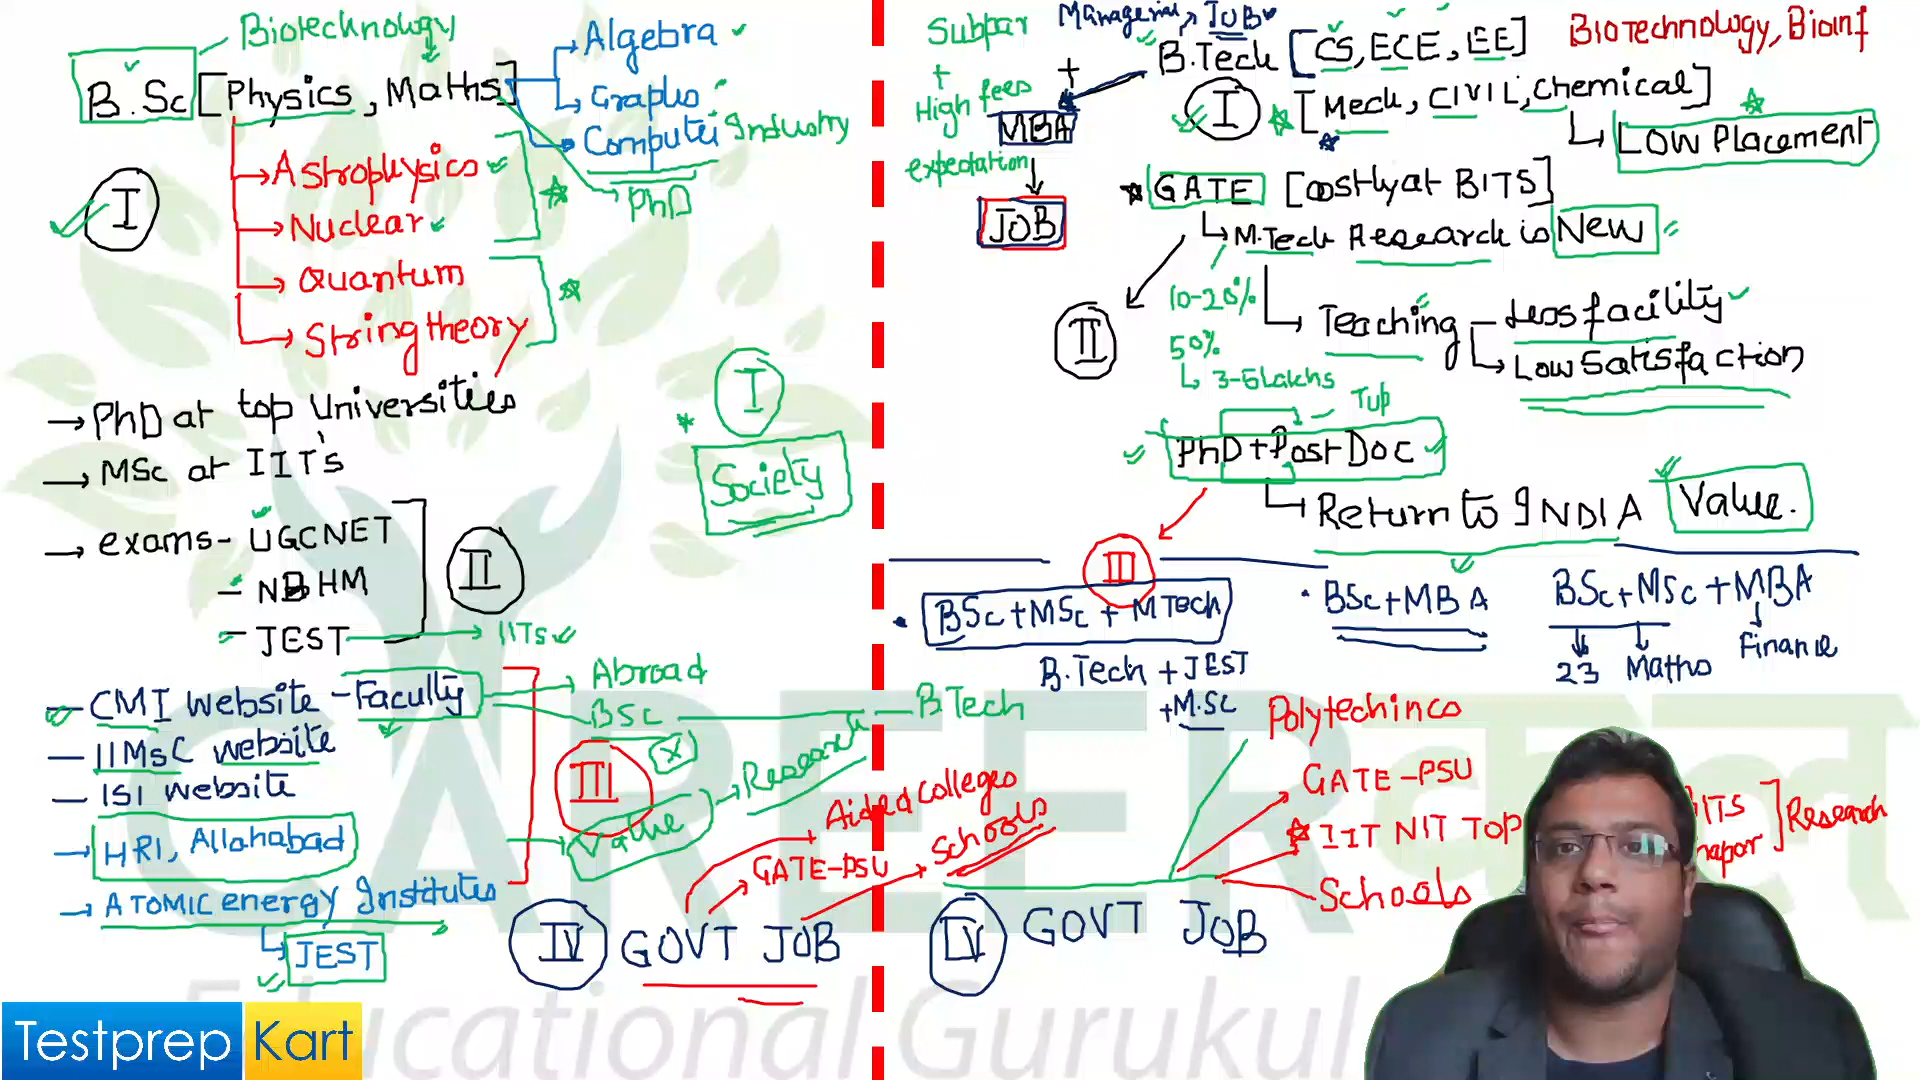 Biotechnology
B.Sc [Physics, Maths]
Algebra
Graphs
Computer Industry
PhD
I
Astrophysics
Nuclear
Quantum
String theory
→ PhD at top Universities
→ MSc at IIT's
→ exams - UGCNET
- NBHM
- JEST → IITs
II
I
Society
- CMI website - Faculty
- IIMSC website
- ISI website
→ HRI, Allahabad
→ ATOMIC energy Institutes
JEST
Abroad
BSc
B.Tech
X
III
Value
Research
Aided colleges
GATE-PSU
Schools
IV GOVT JOB
Subpar
+
High fees
expectation
Managerial, JOB
+
MBA
JOB
B.Tech [CS, ECE, EE]
Biotechnology, Bioinf
I
[Mech, CIVIL, Chemical]
LOW Placement
GATE [costly at BITS]
M.Tech Research is New
10-20%
50%
3-5 lakhs
II
Teaching
Less facility
Low Satisfaction
PhD + Post Doc
Return to INDIA
Value.
III
BSc + MSc + MTech
B.Tech + JEST
+ M.SC
BSc + MBA
BSc + MSc + MBA
23
Maths
Finance
Polytechincs
GATE-PSU
IIT NIT TOP
BITS
Schools
] Research
IV GOVT JOB
CAREER
Educational Gurukul
Testprep Kart